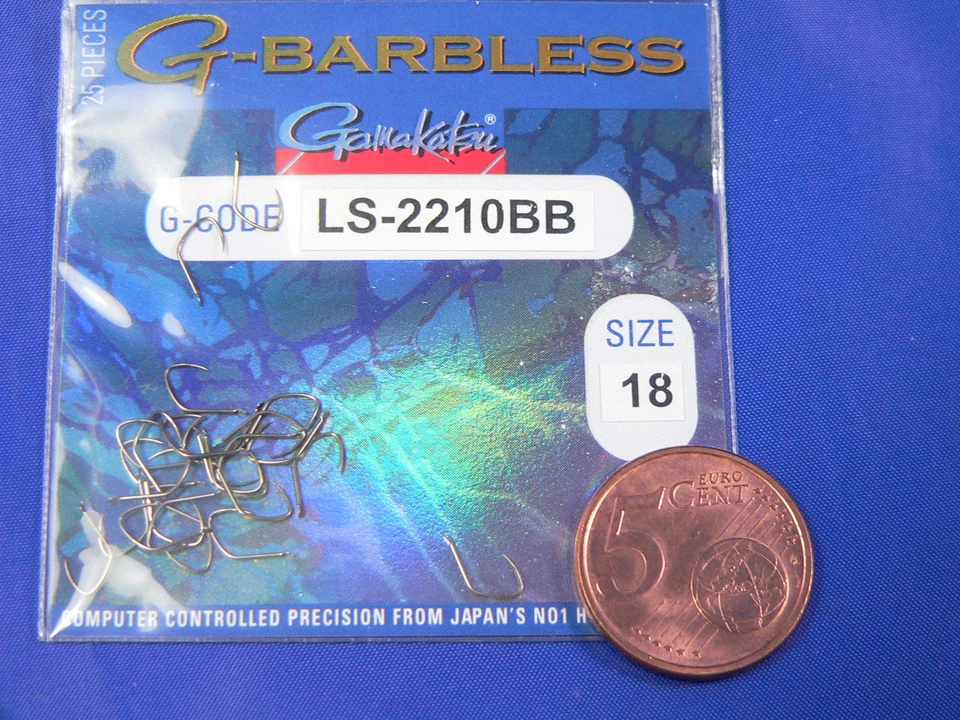 25 PIECES
G-BARBLESS
Gamakatsu®
G-CODE LS-2210BB
SIZE
18
5 EURO
CENT
COMPUTER CONTROLLED PRECISION FROM JAPAN'S NO1 H